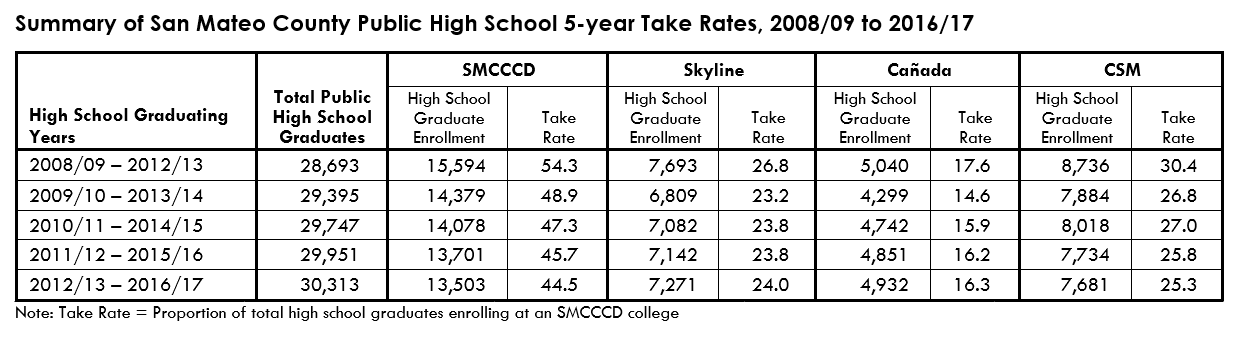 Summary of San Mateo County Public High School 5-year Take Rates, 2008/09 to 2016/17
SMCCCD Skyline Cañada CSM
High School Graduating Years Total Public High School Graduates High School Graduate Enrollment Take Rate High School Graduate Enrollment Take Rate High School Graduate Enrollment Take Rate High School Graduate Enrollment Take Rate
2008/09 – 2012/13 28,693 15,594 54.3 7,693 26.8 5,040 17.6 8,736 30.4
2009/10 – 2013/14 29,395 14,379 48.9 6,809 23.2 4,299 14.6 7,884 26.8
2010/11 – 2014/15 29,747 14,078 47.3 7,082 23.8 4,742 15.9 8,018 27.0
2011/12 – 2015/16 29,951 13,701 45.7 7,142 23.8 4,851 16.2 7,734 25.8
2012/13 – 2016/17 30,313 13,503 44.5 7,271 24.0 4,932 16.3 7,681 25.3
Note: Take Rate = Proportion of total high school graduates enrolling at an SMCCCD college